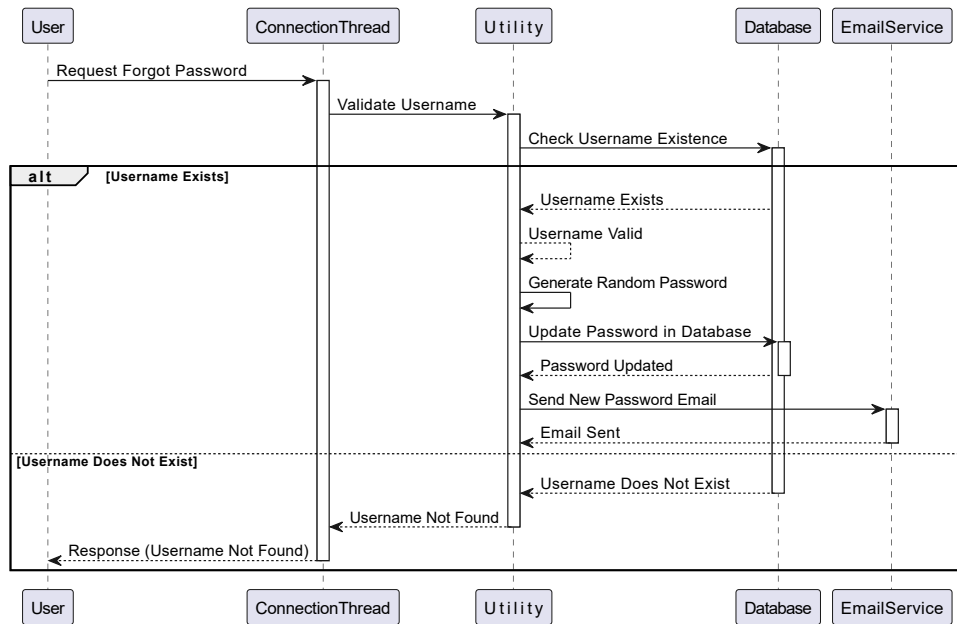 User ConnectionThread Utility Database EmailService
Request Forgot Password
Validate Username
Check Username Existence
alt [Username Exists]
Username Exists
Username Valid
Generate Random Password
Update Password in Database
Password Updated
Send New Password Email
Email Sent
[Username Does Not Exist]
Username Does Not Exist
Username Not Found
Response (Username Not Found)
User ConnectionThread Utility Database EmailService